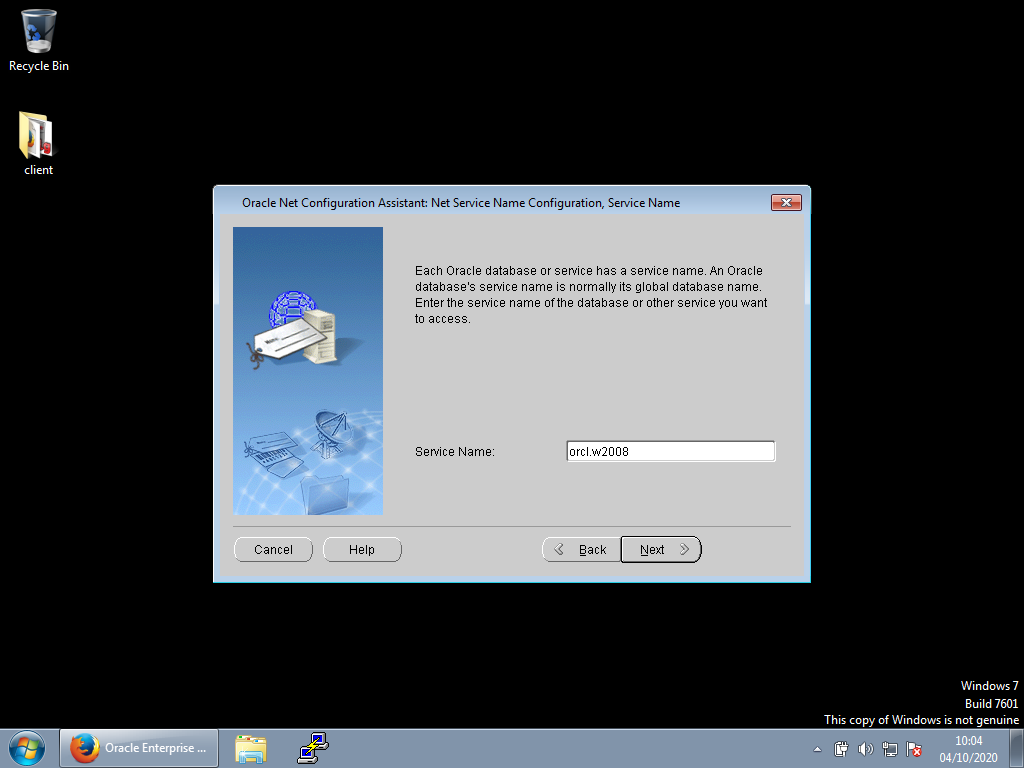 Recycle Bin
client
Oracle Net Configuration Assistant: Net Service Name Configuration, Service Name
Each Oracle database or service has a service name. An Oracle
database's service name is normally its global database name.
Enter the service name of the database or other service you want
to access.
Service Name:
orcl.w2008
Cancel
Help
Back
Next
Windows 7
Build 7601
This copy of Windows is not genuine
Oracle Enterprise ...
10:04
04/10/2020